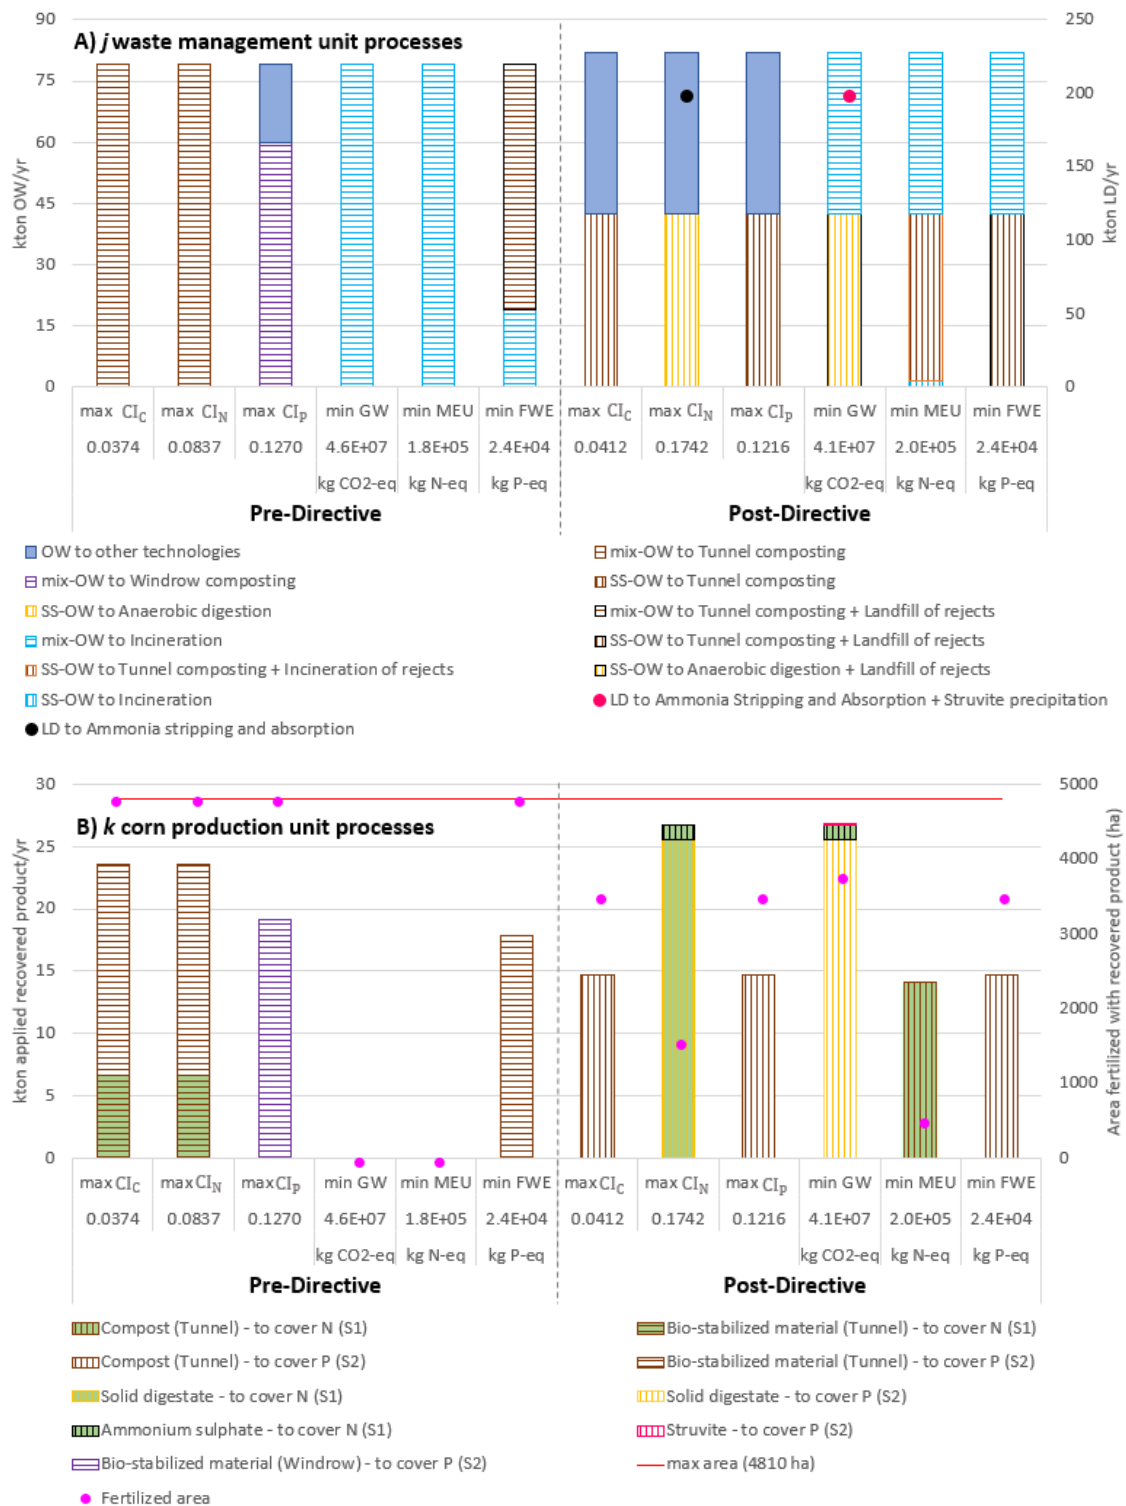 A) j waste management unit processes
90
75
60
45
30
15
0
kton OW/yr
250
200
150
100
50
0
kton LD/yr
max CI_C max CI_N max CI_P min GW min MEU min FWE max CI_C max CI_N max CI_P min GW min MEU min FWE
0.0374 0.0837 0.1270 4.6E+07 1.8E+05 2.4E+04 0.0412 0.1742 0.1216 4.1E+07 2.0E+05 2.4E+04
kg CO2-eq kg N-eq kg P-eq kg CO2-eq kg N-eq kg P-eq
Pre-Directive Post-Directive
OW to other technologies
mix-OW to Tunnel composting
mix-OW to Windrow composting
SS-OW to Tunnel composting
SS-OW to Anaerobic digestion
mix-OW to Tunnel composting + Landfill of rejects
mix-OW to Incineration
SS-OW to Tunnel composting + Landfill of rejects
SS-OW to Tunnel composting + Incineration of rejects
SS-OW to Anaerobic digestion + Landfill of rejects
SS-OW to Incineration
LD to Ammonia Stripping and Absorption + Struvite precipitation
LD to Ammonia stripping and absorption
B) k corn production unit processes
30
25
20
15
10
5
0
kton applied recovered product/yr
5000
4000
3000
2000
1000
0
Area fertilized with recovered product (ha)
max CI_C max CI_N max CI_P min GW min MEU min FWE max CI_C max CI_N max CI_P min GW min MEU min FWE
0.0374 0.0837 0.1270 4.6E+07 1.8E+05 2.4E+04 0.0412 0.1742 0.1216 4.1E+07 2.0E+05 2.4E+04
kg CO2-eq kg N-eq kg P-eq kg CO2-eq kg N-eq kg P-eq
Pre-Directive Post-Directive
Compost (Tunnel) - to cover N (S1)
Bio-stabilized material (Tunnel) - to cover N (S1)
Compost (Tunnel) - to cover P (S2)
Bio-stabilized material (Tunnel) - to cover P (S2)
Solid digestate - to cover N (S1)
Solid digestate - to cover P (S2)
Ammonium sulphate - to cover N (S1)
Struvite - to cover P (S2)
Bio-stabilized material (Windrow) - to cover P (S2)
max area (4810 ha)
Fertilized area